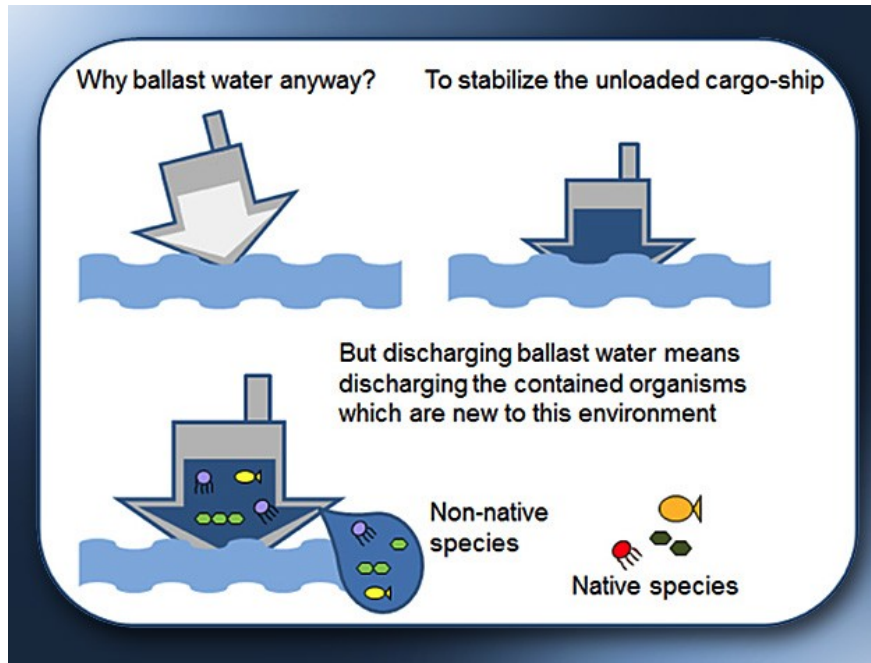 Why ballast water anyway?
To stabilize the unloaded cargo-ship
But discharging ballast water means
discharging the contained organisms
which are new to this environment
Non-native
species
Native species